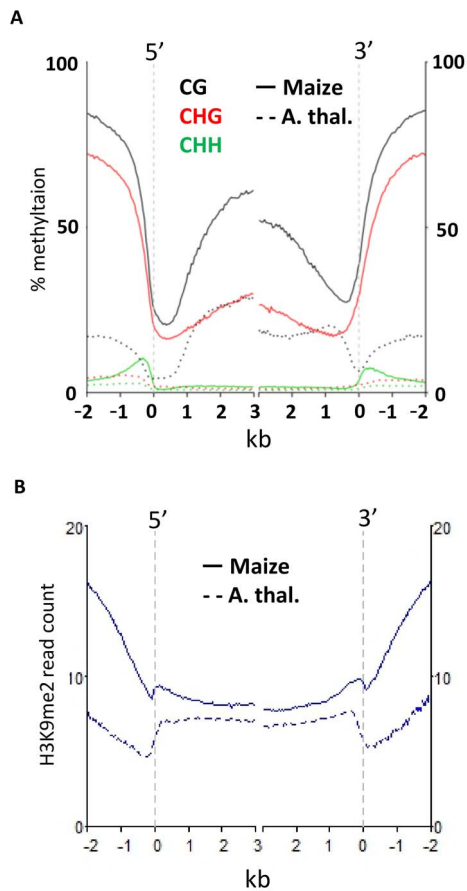 A
5’ 3’
100 100
CG — Maize
CHG -- A. thal.
CHH
% methyltaion
50 50
0 0
-2 -1 0 1 2 3 2 1 0 -1 -2
kb
B
5’ 3’
20 20
— Maize
-- A. thal.
H3K9me2 read count
10 10
0 0
-2 -1 0 1 2 3 2 1 0 -1 -2
kb